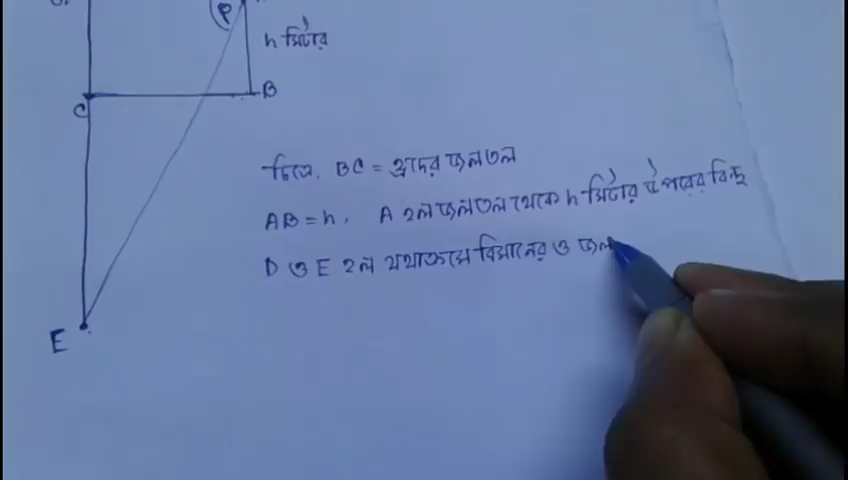 h মিটার
B
C
চিত্রে, BC = হ্রদের জলতল
AB = h, A হল জলতল থেকে h মিটার উপরের বিন্দু
D ও E হল যথাক্রমে বিমানের ও জল
E